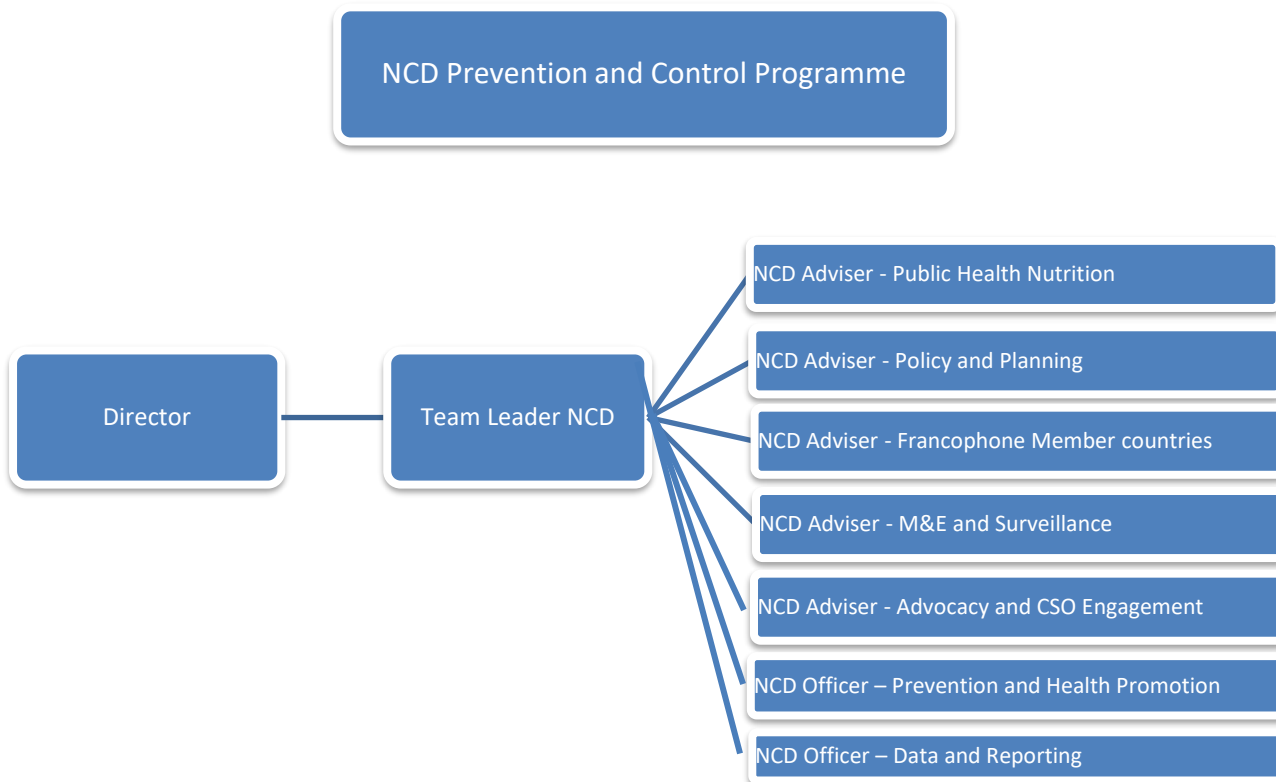 NCD Prevention and Control Programme
Director
Team Leader NCD
NCD Adviser - Public Health Nutrition
NCD Adviser - Policy and Planning
NCD Adviser - Francophone Member countries
NCD Adviser - M&E and Surveillance
NCD Adviser - Advocacy and CSO Engagement
NCD Officer – Prevention and Health Promotion
NCD Officer – Data and Reporting